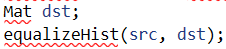 Mat dst;
equalizeHist(src, dst);